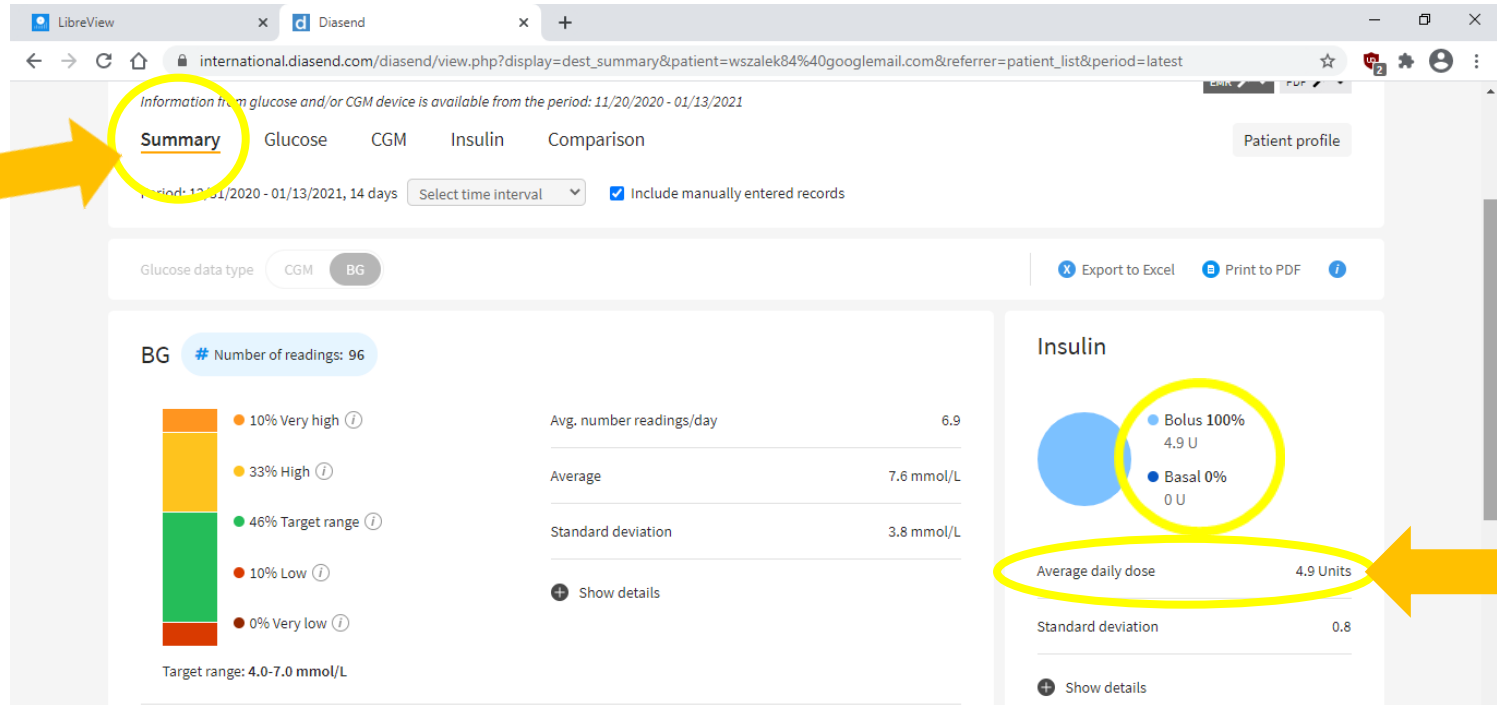 LibreView
Diasend
international.diasend.com/diasend/view.php?display=dest_summary&patient=wszalek84%40googlemail.com&referrer=patient_list&period=latest
2
Information from glucose and/or CGM device is available from the period: 11/20/2020 - 01/13/2021
EMR PDF
Summary Glucose CGM Insulin Comparison Patient profile
Period: 12/31/2020 - 01/13/2021, 14 days Select time interval Include manually entered records
Glucose data type CGM BG X Export to Excel Print to PDF i
BG # Number of readings: 96
10% Very high i
33% High i
46% Target range i
10% Low i
0% Very low i
Target range: 4.0-7.0 mmol/L
Avg. number readings/day 6.9
Average 7.6 mmol/L
Standard deviation 3.8 mmol/L
Show details
Insulin
Bolus 100%
4.9 U
Basal 0%
0 U
Average daily dose 4.9 Units
Standard deviation 0.8
Show details